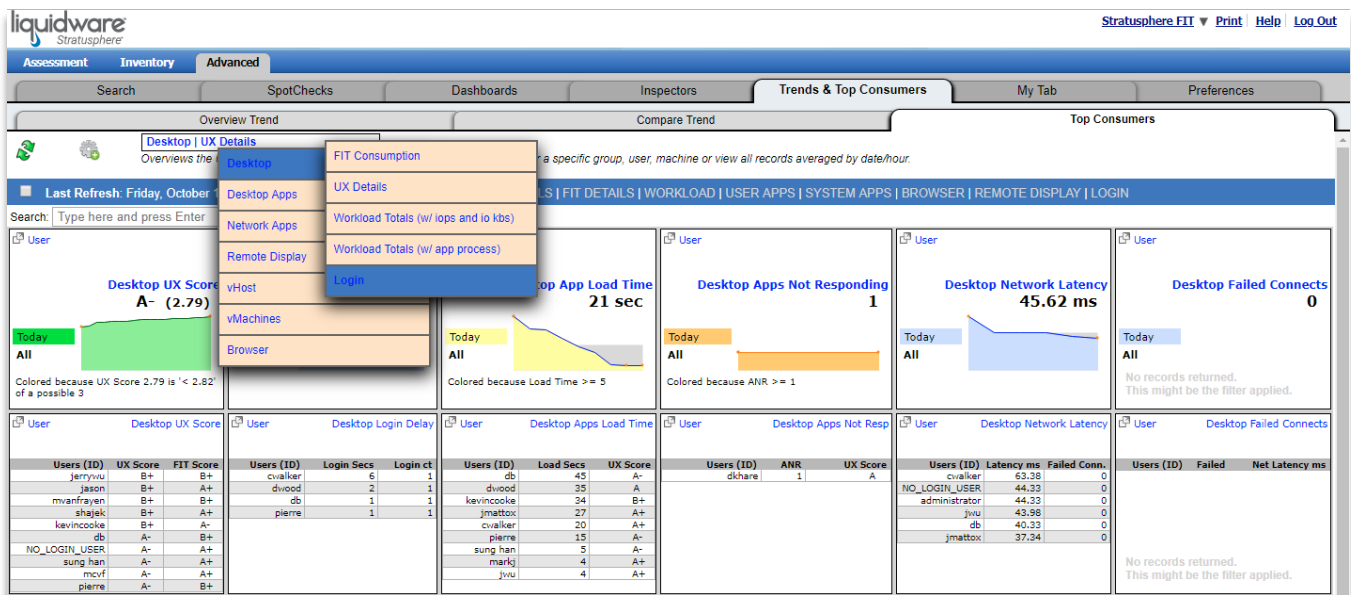 liquidware
Stratusphere
Stratusphere FIT ▼ Print Help Log Out
Assessment Inventory Advanced
Search SpotChecks Dashboards Inspectors Trends & Top Consumers My Tab Preferences
Overview Trend Compare Trend Top Consumers
Desktop | UX Details
Overviews the
r a specific group, user, machine or view all records averaged by date/hour.
Desktop
Desktop Apps
Network Apps
Remote Display
vHost
vMachines
Browser
FIT Consumption
UX Details
Workload Totals (w/ iops and io kbs)
Workload Totals (w/ app process)
Login
Last Refresh: Friday, October 1
LS | FIT DETAILS | WORKLOAD | USER APPS | SYSTEM APPS | BROWSER | REMOTE DISPLAY | LOGIN
Search: Type here and press Enter
User
Desktop UX Score
A- (2.79)
Today
All
Colored because UX Score 2.79 is '< 2.82'
of a possible 3
op App Load Time
21 sec
Today
All
Colored because Load Time >= 5
User
Desktop Apps Not Responding
1
Today
All
Colored because ANR >= 1
User
Desktop Network Latency
45.62 ms
Today
All
User
Desktop Failed Connects
0
Today
All
No records returned.
This might be the filter applied.
User Desktop UX Score
Users (ID) UX Score FIT Score
jerrywu B+ B+
jason B+ A+
mvanfrayen B+ B+
shajek B+ A+
kevincooke B+ A-
db A- B+
NO_LOGIN_USER A- A+
sung han A- A+
mcvf A- A+
pierre A- B+
User Desktop Login Delay
Users (ID) Login Secs Login ct
cwalker 6 1
dwood 2 1
db 1 1
pierre 1 1
User Desktop Apps Load Time
Users (ID) Load Secs UX Score
db 45 A-
dwood 35 A
kevincooke 34 B+
jmattox 27 A+
cwalker 20 A+
pierre 15 A-
sung han 5 A-
markj 4 A+
jwu 4 A+
User Desktop Apps Not Resp
Users (ID) ANR UX Score
dkhare 1 A
User Desktop Network Latency
Users (ID) Latency ms Failed Conn.
cwalker 63.38 0
NO_LOGIN_USER 44.33 0
administrator 44.33 0
jwu 43.98 0
db 40.33 0
jmattox 37.34 0
User Desktop Failed Connects
Users (ID) Failed Net Latency ms
No records returned.
This might be the filter applied.